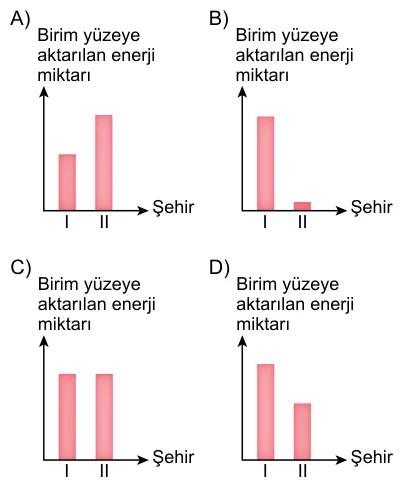 A)
Birim yüzeye
aktarılan enerji
miktarı
Şehir
I
II
B)
Birim yüzeye
aktarılan enerji
miktarı
Şehir
I
II
C)
Birim yüzeye
aktarılan enerji
miktarı
Şehir
I
II
D)
Birim yüzeye
aktarılan enerji
miktarı
Şehir
I
II